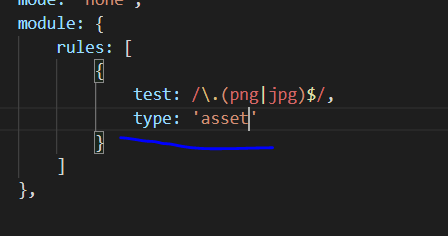 mode: 'none',
module: {
rules: [
{
test: /\.(png|jpg)$/,
type: 'asset'
}
]
},